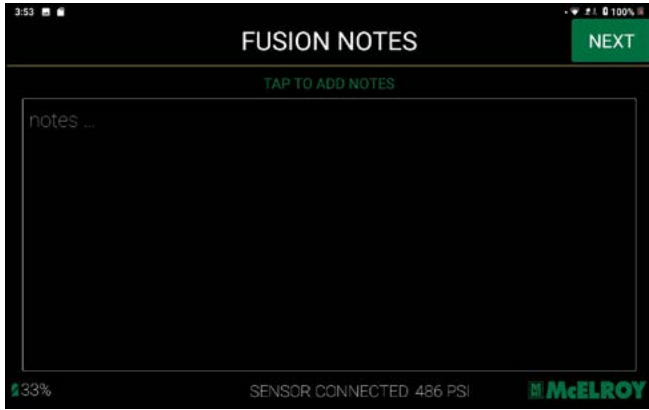 3:53 100%
FUSION NOTES
NEXT
TAP TO ADD NOTES
notes ...
33%
SENSOR CONNECTED 486 PSI
McELROY